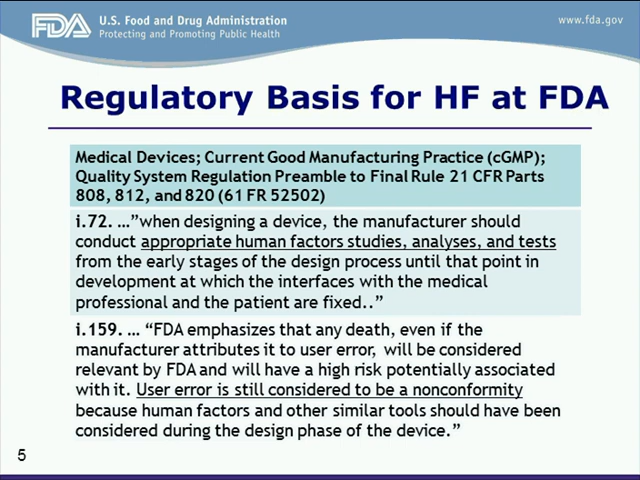 FDA U.S. Food and Drug Administration
Protecting and Promoting Public Health
www.fda.gov
Regulatory Basis for HF at FDA
Medical Devices; Current Good Manufacturing Practice (cGMP);
Quality System Regulation Preamble to Final Rule 21 CFR Parts
808, 812, and 820 (61 FR 52502)
i.72. …”when designing a device, the manufacturer should
conduct appropriate human factors studies, analyses, and tests
from the early stages of the design process until that point in
development at which the interfaces with the medical
professional and the patient are fixed..”
i.159. … “FDA emphasizes that any death, even if the
manufacturer attributes it to user error, will be considered
relevant by FDA and will have a high risk potentially associated
with it. User error is still considered to be a nonconformity
because human factors and other similar tools should have been
considered during the design phase of the device.”
5